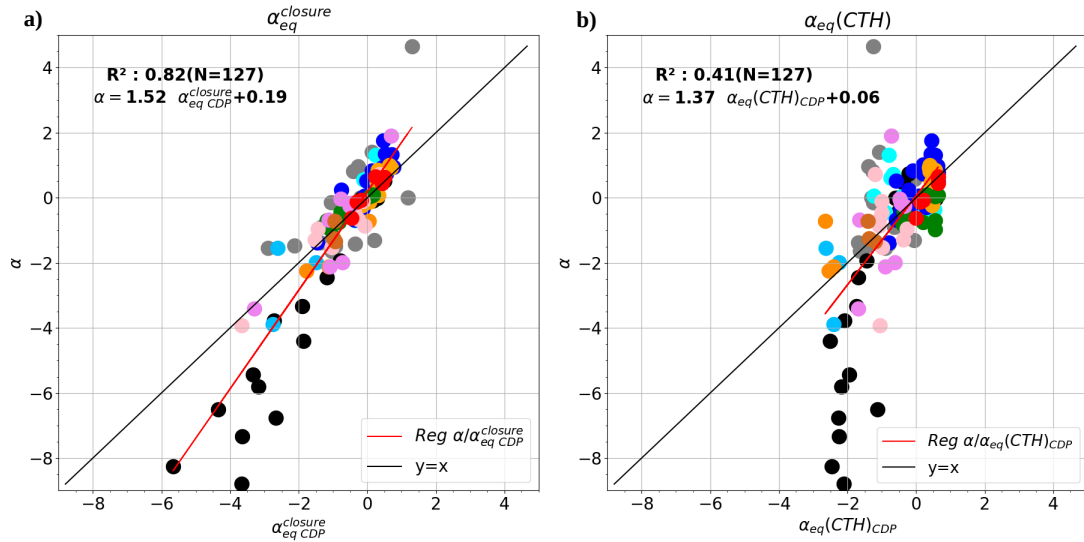 a)
α_eq^closure
R² : 0.82(N=127)
α = 1.52 α_eq CDP^closure+0.19
4
2
0
−2
−4
−6
−8
α
Reg α/α_eq CDP^closure
y=x
−8 −6 −4 −2 0 2 4
α_eq CDP^closure
b)
α_eq(CTH)
R² : 0.41(N=127)
α = 1.37 α_eq(CTH)_CDP+0.06
4
2
0
−2
−4
−6
−8
α
Reg α/α_eq(CTH)_CDP
y=x
−8 −6 −4 −2 0 2 4
α_eq(CTH)_CDP